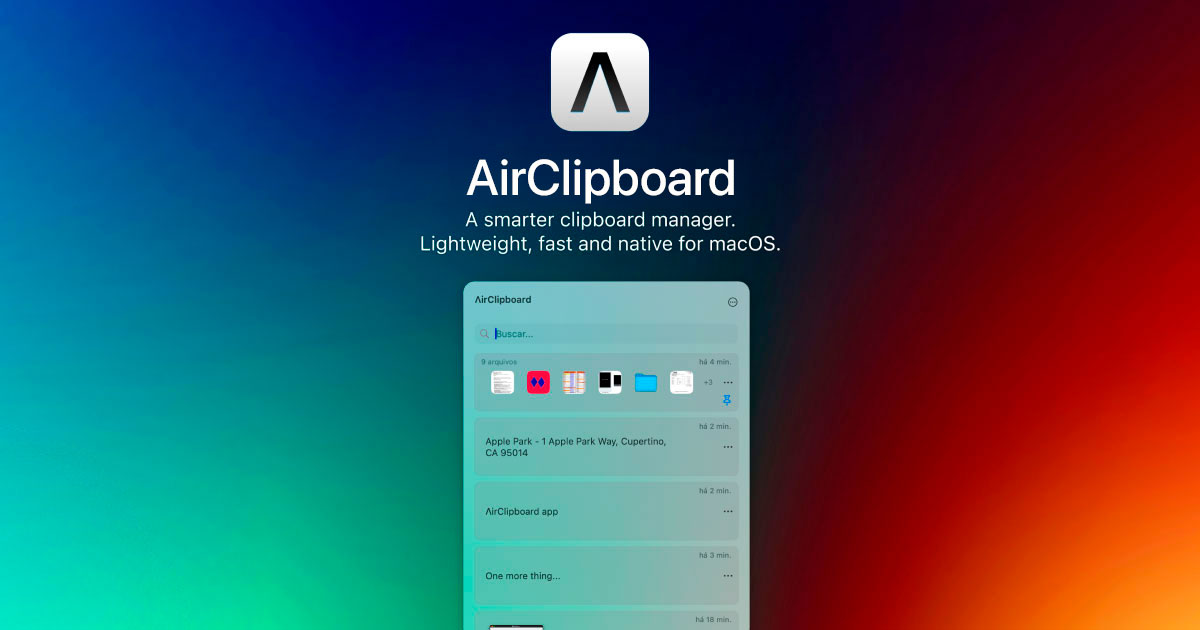 Λ
AirClipboard
A smarter clipboard manager.
Lightweight, fast and native for macOS.
ΛirClipboard
Buscar...
9 arquivos
há 4 min.
+3
há 2 min.
Apple Park - 1 Apple Park Way, Cupertino,
CA 95014
há 2 min.
ΛirClipboard app
há 3 min.
One more thing...
há 18 min.